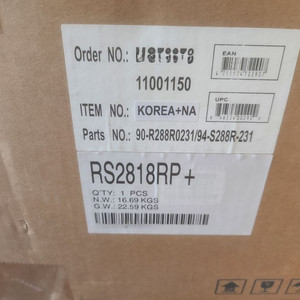 Order NO.:
11001150
EAN
UPC
ITEM NO.: KOREA+NA
Parts NO.: 90-R288R0231/94-S288R-231
RS2818RP+
Q'TY: 1 PCS
N.W.: 16.69 KGS
G.W.: 22.59 KGS